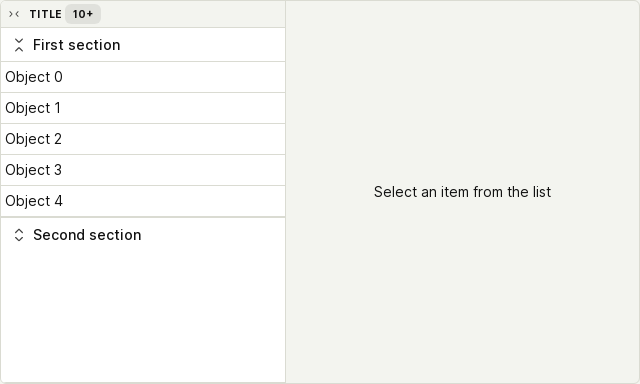 TITLE 10+
First section
Object 0
Object 1
Object 2
Object 3
Object 4
Second section
Select an item from the list